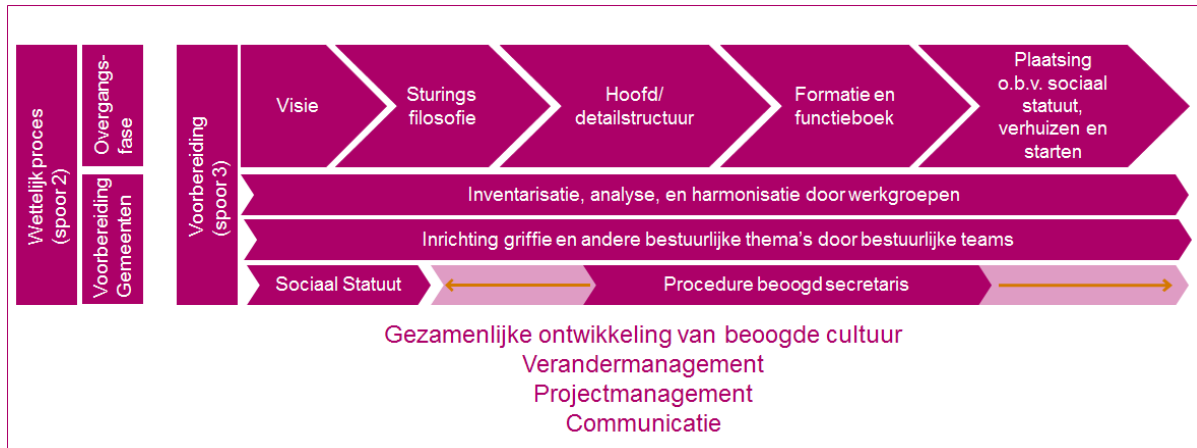 Wettelijk proces
(spoor 2)
Overgangs-
fase
Voorbereiding
Gemeenten
Voorbereiding
(spoor 3)
Visie
Sturings
filosofie
Hoofd/
detailstructuur
Formatie en
functieboek
Plaatsing
o.b.v. sociaal
statuut,
verhuizen en
starten
Inventarisatie, analyse, en harmonisatie door werkgroepen
Inrichting griffie en andere bestuurlijke thema's door bestuurlijke teams
Sociaal Statuut
Procedure beoogd secretaris
Gezamenlijke ontwikkeling van beoogde cultuur
Verandermanagement
Projectmanagement
Communicatie